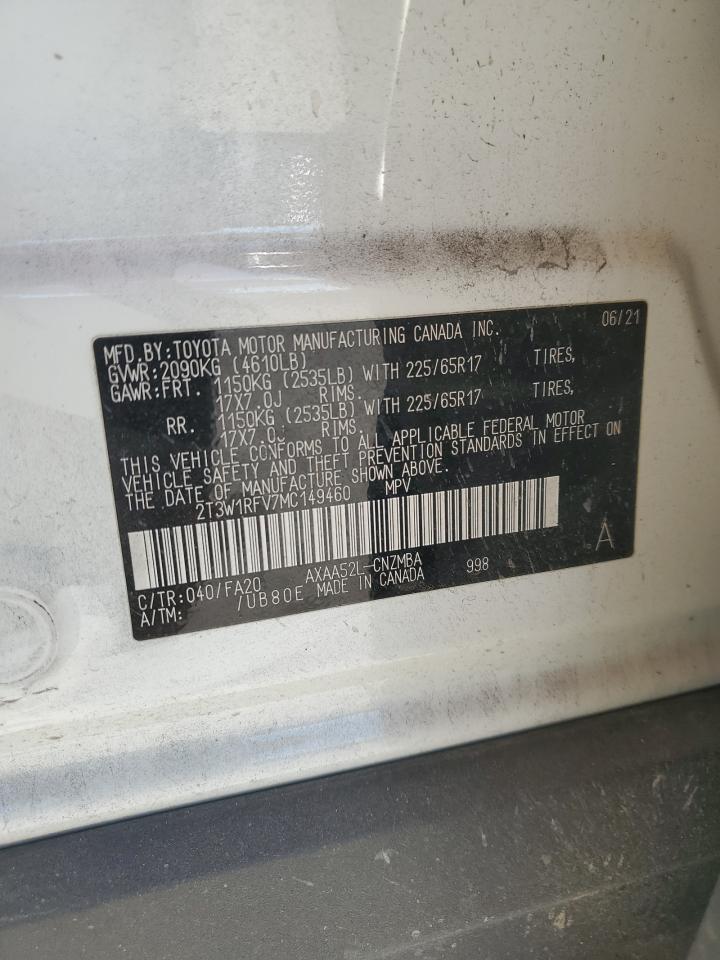 MFD.BY:TOYOTA MOTOR MANUFACTURING CANADA INC. 06/21
GVWR:2090KG (4610LB)
GAWR:FRT. 1150KG (2535LB) WITH 225/65R17 TIRES,
17X7.0J RIMS.
RR. 1150KG (2535LB) WITH 225/65R17 TIRES,
17X7.0J RIMS.
THIS VEHICLE CONFORMS TO ALL APPLICABLE FEDERAL MOTOR
VEHICLE SAFETY AND THEFT PREVENTION STANDARDS IN EFFECT ON
THE DATE OF MANUFACTURE SHOWN ABOVE.
2T3W1RFV7MC149460 MPV
A
C/TR:040/FA20 AXAA52L-CNZMBA 998
A/TM: /UB80E MADE IN CANADA